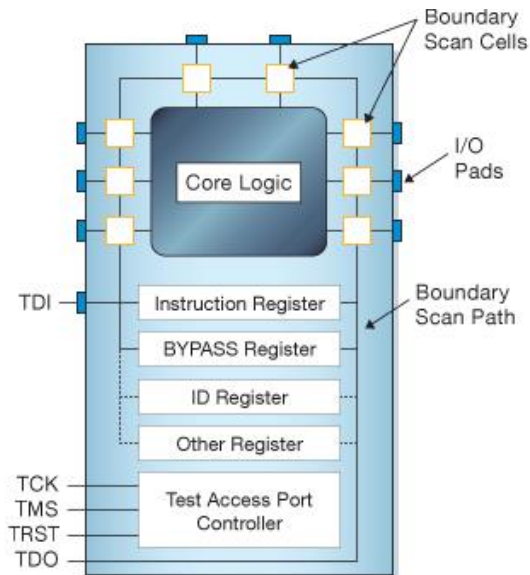 Boundary
Scan Cells
I/O
Pads
Core Logic
TDI
Instruction Register
Boundary
Scan Path
BYPASS Register
ID Register
Other Register
TCK
TMS
TRST
TDO
Test Access Port
Controller